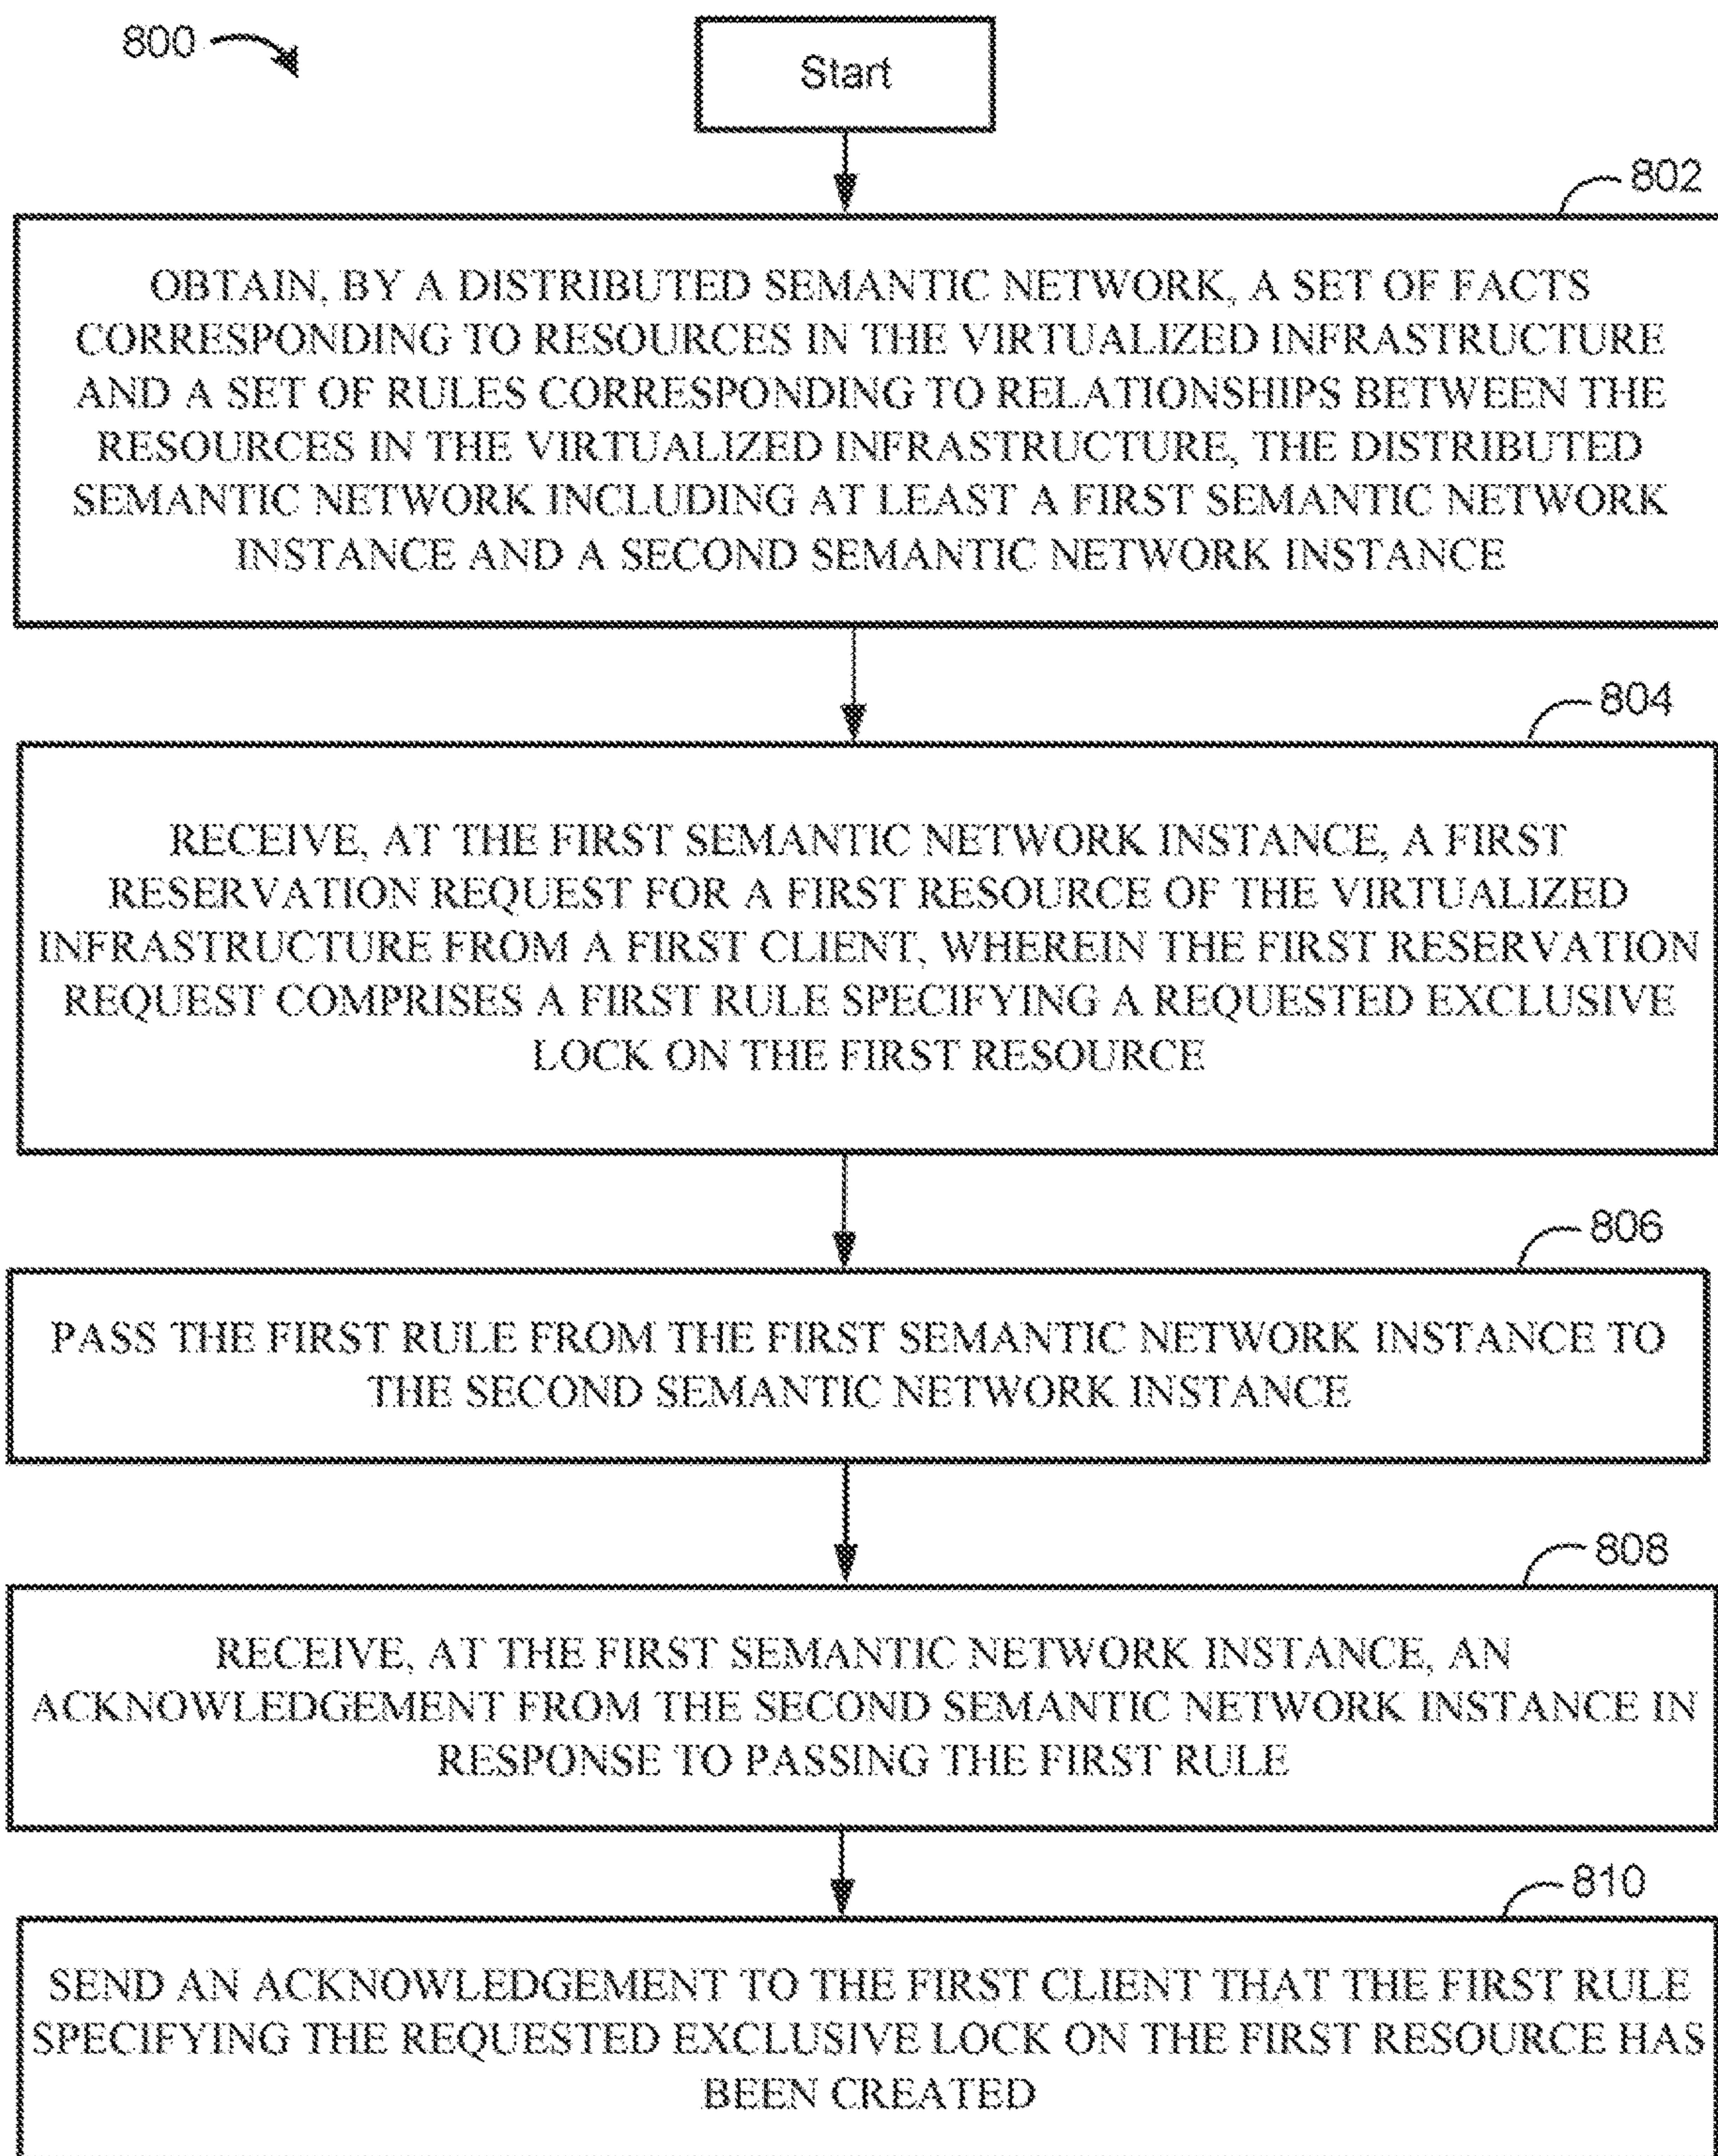 800
Start
802
OBTAIN, BY A DISTRIBUTED SEMANTIC NETWORK, A SET OF FACTS
CORRESPONDING TO RESOURCES IN THE VIRTUALIZED INFRASTRUCTURE
AND A SET OF RULES CORRESPONDING TO RELATIONSHIPS BETWEEN THE
RESOURCES IN THE VIRTUALIZED INFRASTRUCTURE, THE DISTRIBUTED
SEMANTIC NETWORK INCLUDING AT LEAST A FIRST SEMANTIC NETWORK
INSTANCE AND A SECOND SEMANTIC NETWORK INSTANCE
804
RECEIVE, AT THE FIRST SEMANTIC NETWORK INSTANCE, A FIRST
RESERVATION REQUEST FOR A FIRST RESOURCE OF THE VIRTUALIZED
INFRASTRUCTURE FROM A FIRST CLIENT, WHEREIN THE FIRST RESERVATION
REQUEST COMPRISES A FIRST RULE SPECIFYING A REQUESTED EXCLUSIVE
LOCK ON THE FIRST RESOURCE
806
PASS THE FIRST RULE FROM THE FIRST SEMANTIC NETWORK INSTANCE TO
THE SECOND SEMANTIC NETWORK INSTANCE
808
RECEIVE, AT THE FIRST SEMANTIC NETWORK INSTANCE, AN
ACKNOWLEDGEMENT FROM THE SECOND SEMANTIC NETWORK INSTANCE IN
RESPONSE TO PASSING THE FIRST RULE
810
SEND AN ACKNOWLEDGEMENT TO THE FIRST CLIENT THAT THE FIRST RULE
SPECIFYING THE REQUESTED EXCLUSIVE LOCK ON THE FIRST RESOURCE HAS
BEEN CREATED